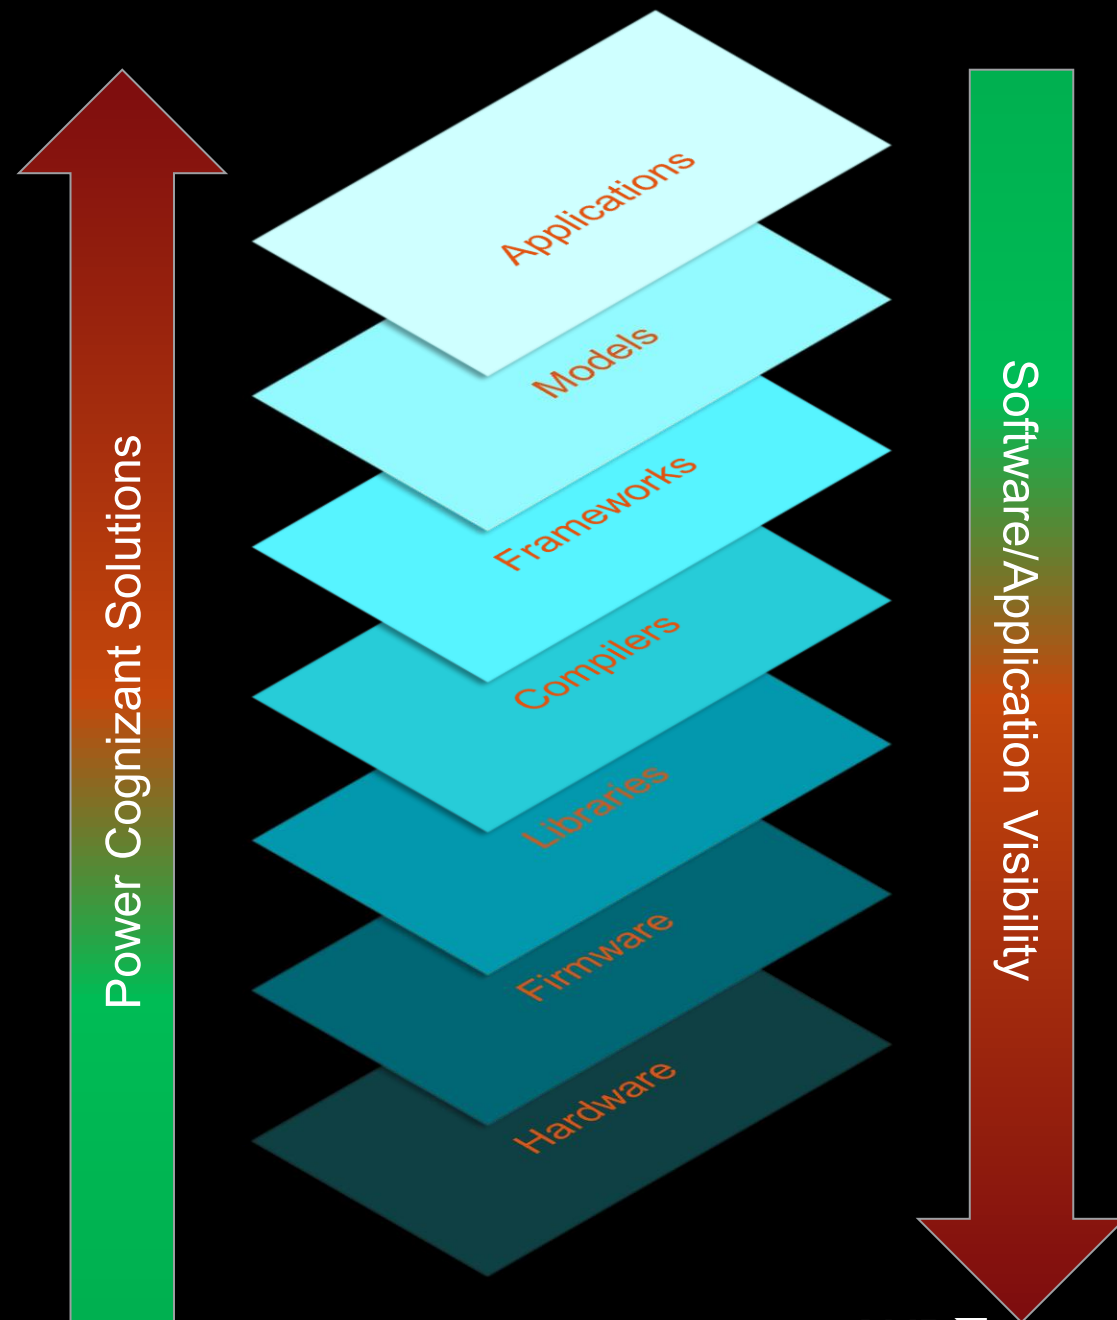 Power Cognizant Solutions
Applications
Models
Frameworks
Compilers
Libraries
Firmware
Hardware
Software/Application Visibility